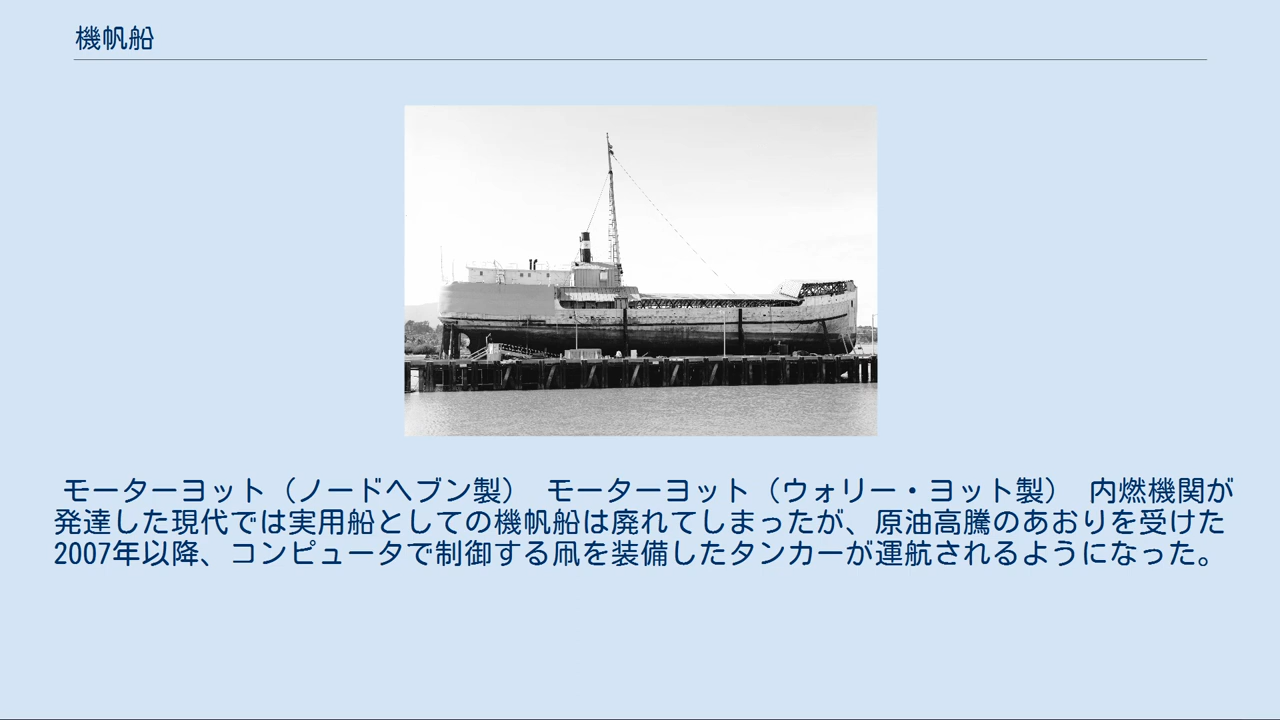 機帆船
モーターヨット（ノードヘブン製）　モーターヨット（ウォリー・ヨット製）　内燃機関が
発達した現代では実用船としての機帆船は廃れてしまったが、原油高騰のあおりを受けた
2007年以降、コンピュータで制御する凧を装備したタンカーが運航されるようになった。